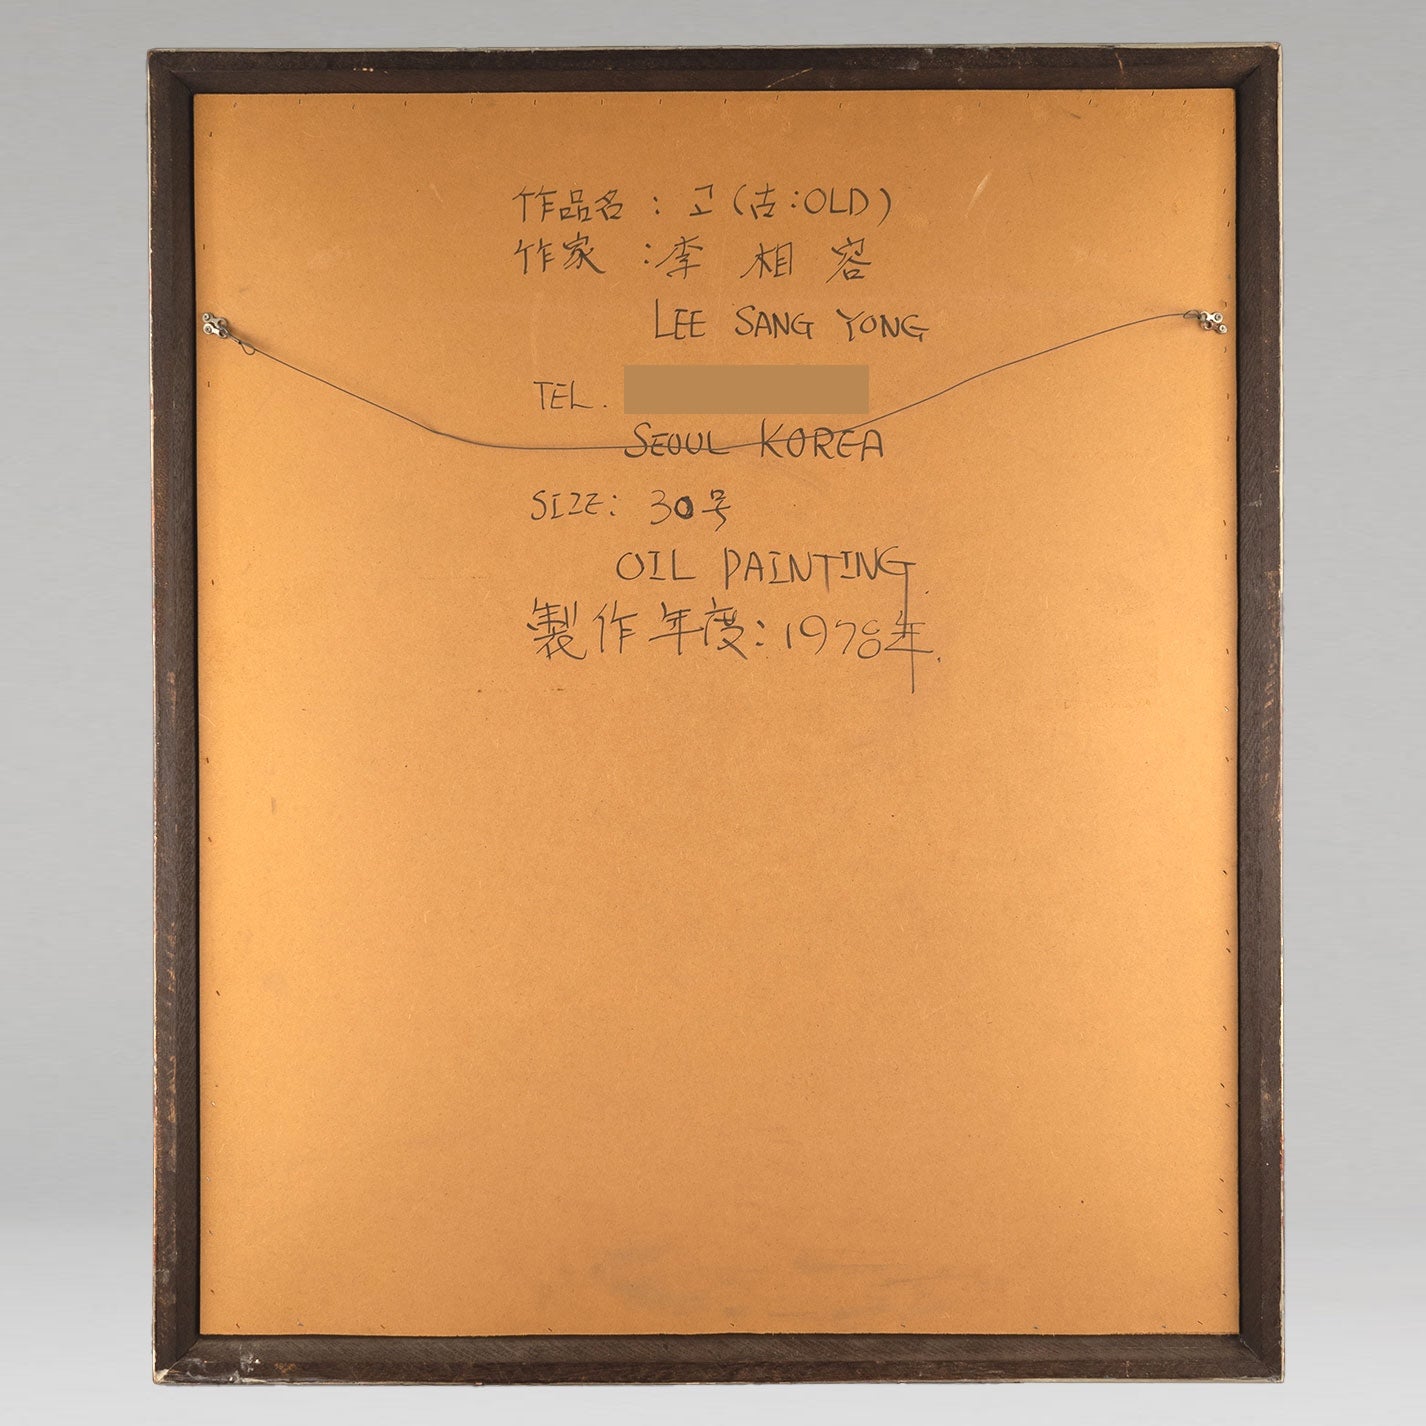 作品名 : 고 (古:OLD)
作家 : 李 相 容
LEE SANG YONG
TEL.
SEOUL KOREA
SIZE: 30号
OIL PAINTING
製作年度: 1978年.